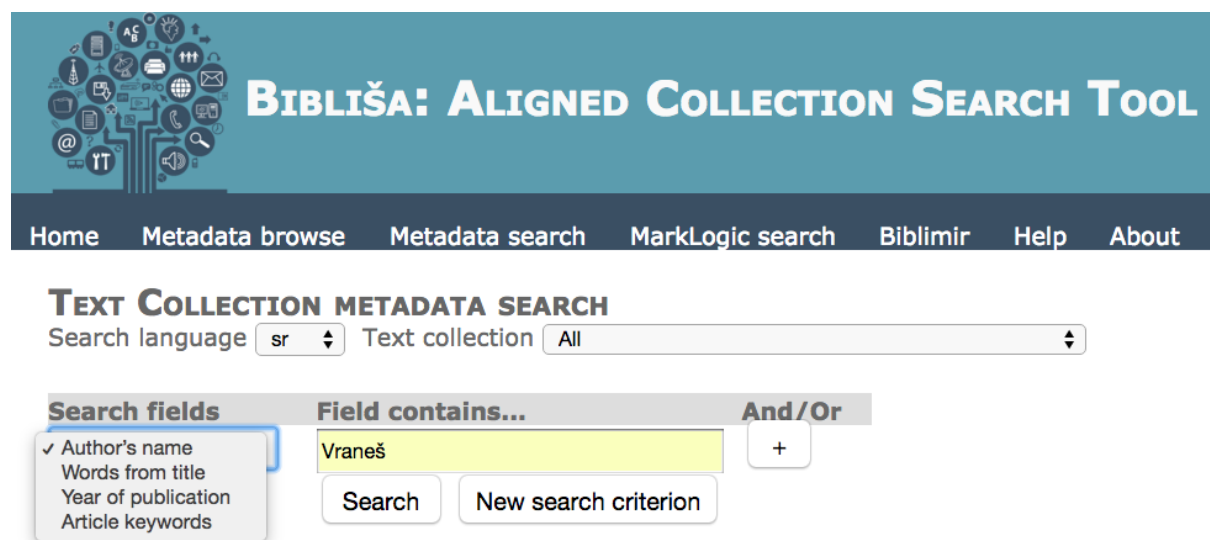 Bibliša: Aligned Collection Search Tool
Home Metadata browse Metadata search MarkLogic search Biblimir Help About
Text Collection metadata search
Search language sr Text collection All
Search fields Field contains... And/Or
✓ Author's name
Words from title
Year of publication
Article keywords
Vraneš
+
Search New search criterion